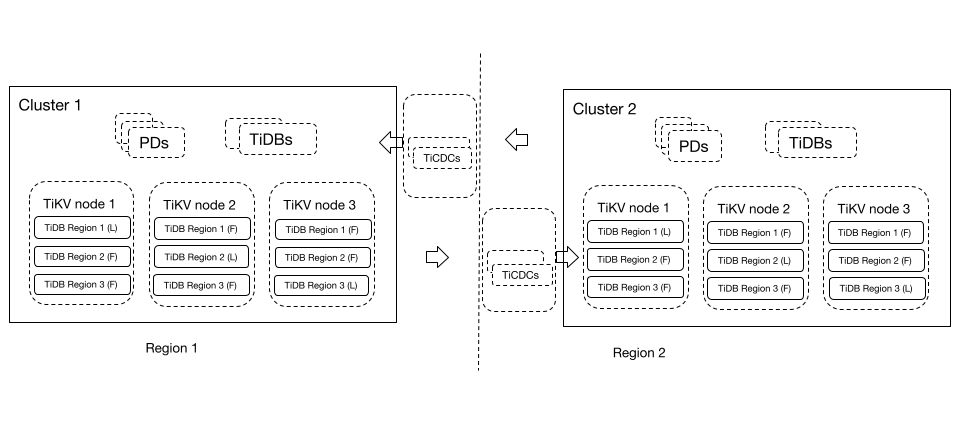 Cluster 1
PDs
TiDBs
TiKV node 1
TiDB Region 1 (L)
TiDB Region 2 (F)
TiDB Region 3 (F)
TiKV node 2
TiDB Region 1 (F)
TiDB Region 2 (L)
TiDB Region 3 (F)
TiKV node 3
TiDB Region 1 (F)
TiDB Region 2 (F)
TiDB Region 3 (L)
Region 1
TiCDCs
TiCDCs
Cluster 2
PDs
TiDBs
TiKV node 1
TiDB Region 1 (L)
TiDB Region 2 (F)
TiDB Region 3 (F)
TiKV node 2
TiDB Region 1 (F)
TiDB Region 2 (L)
TiDB Region 3 (F)
TiKV node 3
TiDB Region 1 (F)
TiDB Region 2 (F)
TiDB Region 3 (L)
Region 2